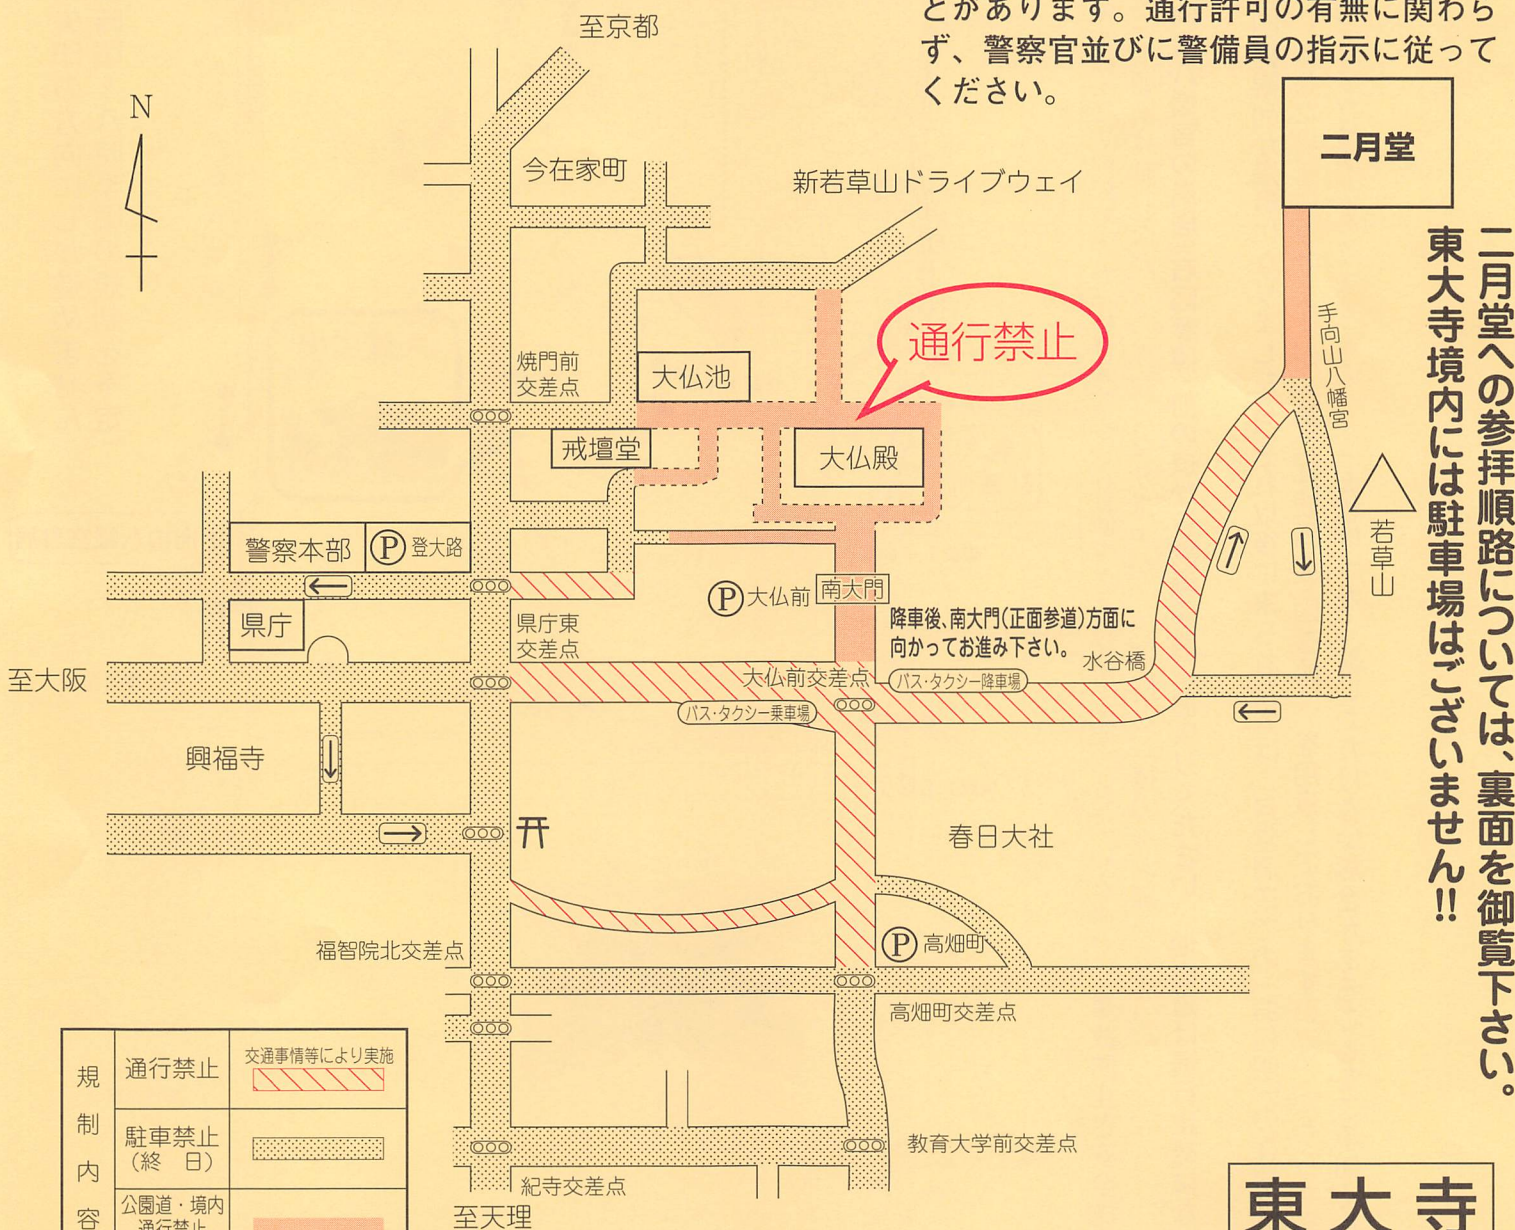 とがあります。通行許可の有無に関わら
ず、警察官並びに警備員の指示に従って
ください。
至京都
N
二月堂
今在家町
新若草山ドライブウェイ
二月堂への参拝順路については、裏面を御覧下さい。
東大寺境内には駐車場はございません!!
手向山八幡宮
通行禁止
焼門前
交差点
大仏池
戒壇堂
大仏殿
若草山
警察本部
P 登大路
P 大仏前
南大門
県庁
県庁東
交差点
降車後、南大門(正面参道)方面に
向かってお進み下さい。
水谷橋
至大阪
大仏前交差点
バス・タクシー降車場
バス・タクシー乗車場
興福寺
春日大社
福智院北交差点
P 高畑町
高畑町交差点
規制内容
通行禁止
交通事情等により実施
駐車禁止
(終 日)
公園道・境内
通行禁止
教育大学前交差点
紀寺交差点
至天理
東大寺